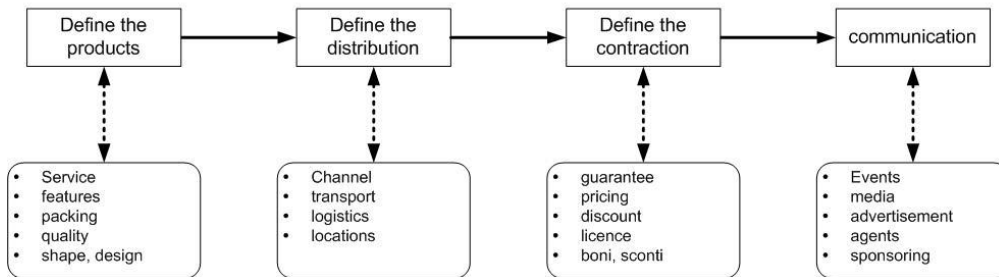 Define the
products
Define the
distribution
Define the
contraction
communication
• Service
• features
• packing
• quality
• shape, design
• Channel
• transport
• logistics
• locations
• guarantee
• pricing
• discount
• licence
• boni, sconti
• Events
• media
• advertisement
• agents
• sponsoring